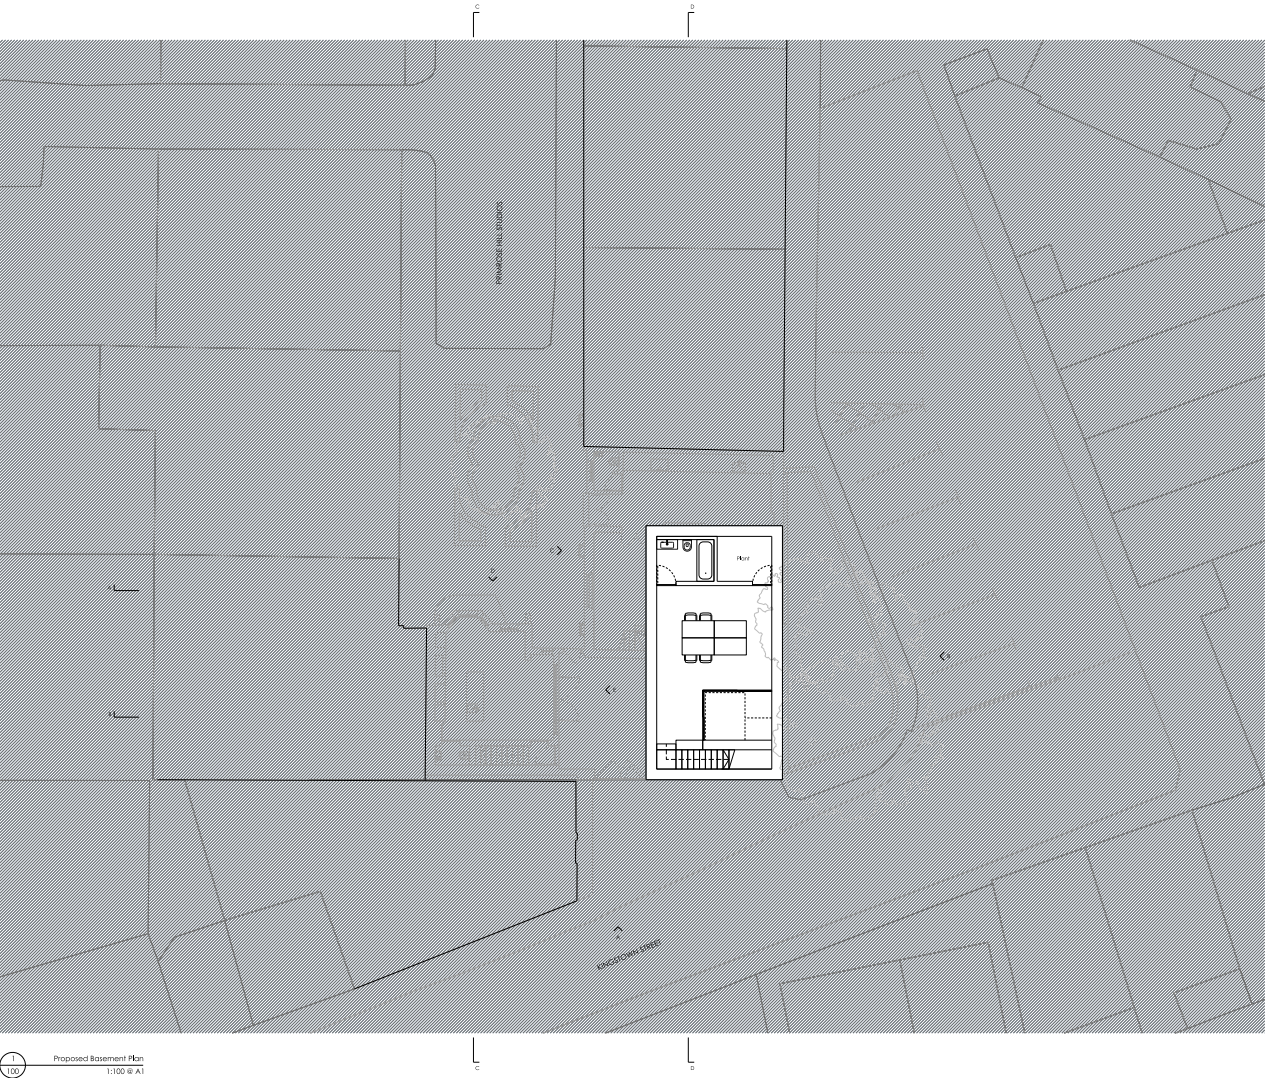 C
D
PRIMROSE HILL STUDIOS
C
Plant
D
A
B
B
E
A
KINGSTOWN STREET
1
100
Proposed Basement Plan
1:100 @ A1
C
D